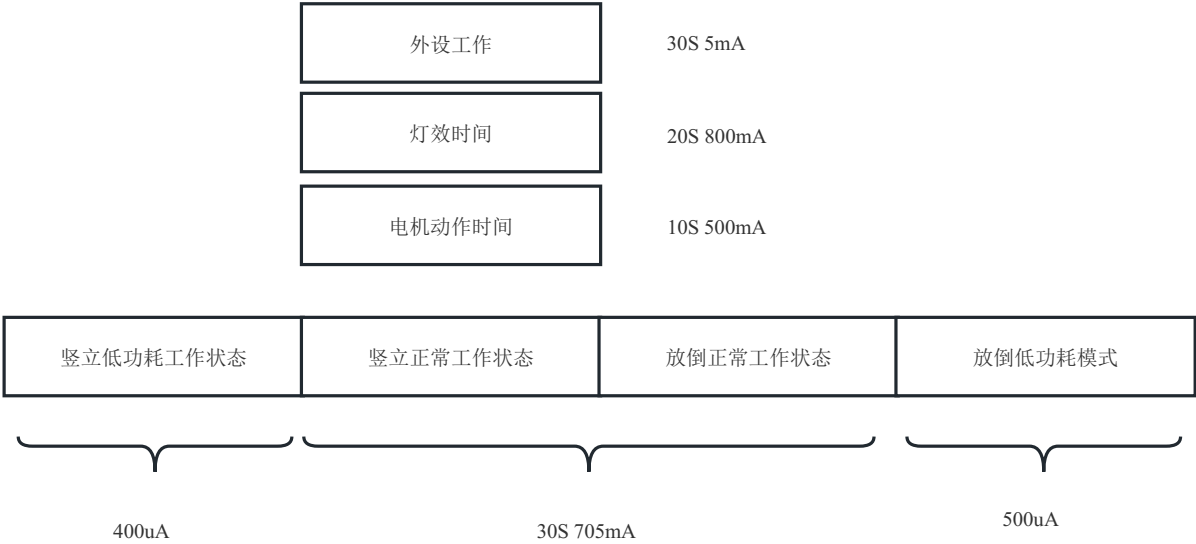 外设工作
30S 5mA
灯效时间
20S 800mA
电机动作时间
10S 500mA
竖立低功耗工作状态
竖立正常工作状态
放倒正常工作状态
放倒低功耗模式
400uA
30S 705mA
500uA